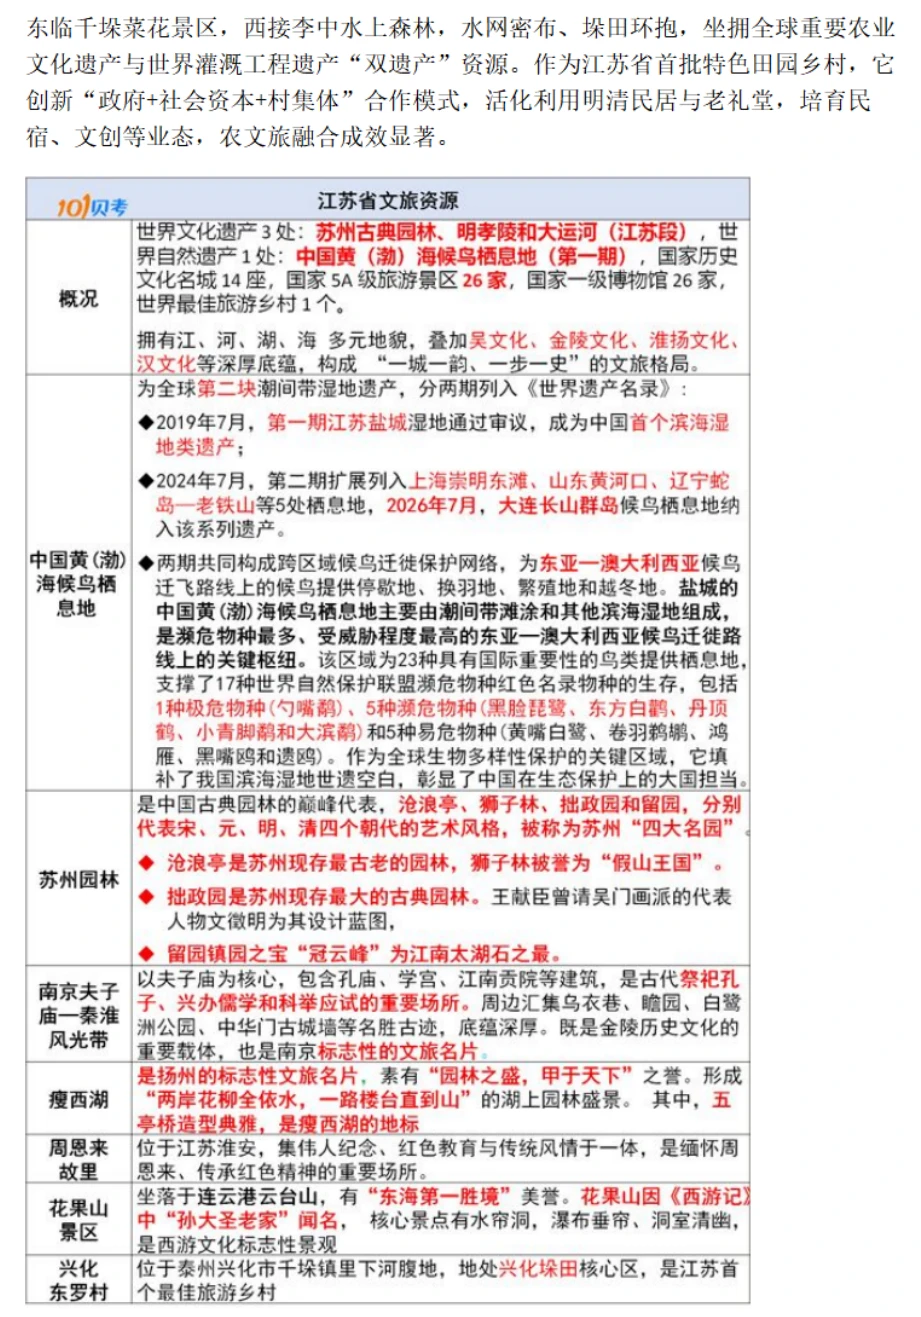 东临千垛菜花景区，西接李中水上森林，水网密布、垛田环抱，坐拥全球重要农业
文化遗产与世界灌溉工程遗产“双遗产”资源。作为江苏省首批特色田园乡村，它
创新“政府+社会资本+村集体”合作模式，活化利用明清民居与老礼堂，培育民
宿、文创等业态，农文旅融合成效显著。
101贝考
江苏省文旅资源
概况
世界文化遗产3处：苏州古典园林、明孝陵和大运河（江苏段），世
界自然遗产1处：中国黄（渤）海候鸟栖息地（第一期），国家历史
文化名城14座，国家5A级旅游景区26家，国家一级博物馆26家，
世界最佳旅游乡村1个。
拥有江、河、湖、海 多元地貌，叠加吴文化、金陵文化、淮扬文化、
汉文化等深厚底蕴，构成 “一城一韵、一步一史”的文旅格局。
中国黄(渤)
海候鸟栖
息地
为全球第二块潮间带湿地遗产，分两期列入《世界遗产名录》：
◆2019年7月，第一期江苏盐城湿地通过审议，成为中国首个滨海湿
地类遗产；
◆2024年7月，第二期扩展列入上海崇明东滩、山东黄河口、辽宁蛇
岛—老铁山等5处栖息地，2026年7月，大连长山群岛候鸟栖息地纳
入该系列遗产。
◆两期共同构成跨区域候鸟迁徙保护网络，为东亚—澳大利西亚候鸟
迁飞路线上的候鸟提供停歇地、换羽地、繁殖地和越冬地。盐城的
中国黄(渤)海候鸟栖息地主要由潮间带滩涂和其他滨海湿地组成，
是濒危物种最多、受威胁程度最高的东亚—澳大利西亚候鸟迁徙路
线上的关键枢纽。该区域为23种具有国际重要性的鸟类提供栖息地，
支撑了17种世界自然保护联盟濒危物种红色名录物种的生存，包括
1种极危物种(勺嘴鹬)、5种濒危物种(黑脸琵鹭、东方白鹳、丹顶
鹤、小青脚鹬和大滨鹬)和5种易危物种(黄嘴白鹭、卷羽鹈鹕、鸿
雁、黑嘴鸥和遗鸥)。作为全球生物多样性保护的关键区域，它填
补了我国滨海湿地世遗空白，彰显了中国在生态保护上的大国担当。
苏州园林
是中国古典园林的巅峰代表，沧浪亭、狮子林、拙政园和留园，分别
代表宋、元、明、清四个朝代的艺术风格，被称为苏州“四大名园”。
◆ 沧浪亭是苏州现存最古老的园林，狮子林被誉为“假山王国”。
◆ 拙政园是苏州现存最大的古典园林。王献臣曾请吴门画派的代表
人物文徵明为其设计蓝图，
◆ 留园镇园之宝“冠云峰”为江南太湖石之最。
南京夫子
庙—秦淮
风光带
以夫子庙为核心，包含孔庙、学宫、江南贡院等建筑，是古代祭祀孔
子、兴办儒学和科举应试的重要场所。周边汇集乌衣巷、瞻园、白鹭
洲公园、中华门古城墙等名胜古迹，底蕴深厚。既是金陵历史文化的
重要载体，也是南京标志性的文旅名片。
瘦西湖
是扬州的标志性文旅名片，素有“园林之盛，甲于天下”之誉。形成
“两岸花柳全依水，一路楼台直到山”的湖上园林盛景。 其中，五
亭桥造型典雅，是瘦西湖的地标
周恩来
故里
位于江苏淮安，集伟人纪念、红色教育与传统风情于一体，是缅怀周
恩来、传承红色精神的重要场所。
花果山
景区
坐落于连云港云台山，有“东海第一胜境”美誉。花果山因《西游记》
中“孙大圣老家”闻名， 核心景点有水帘洞，瀑布垂帘、洞室清幽，
是西游文化标志性景观
兴化
东罗村
位于泰州兴化市千垛镇里下河腹地，地处兴化垛田核心区，是江苏首
个最佳旅游乡村